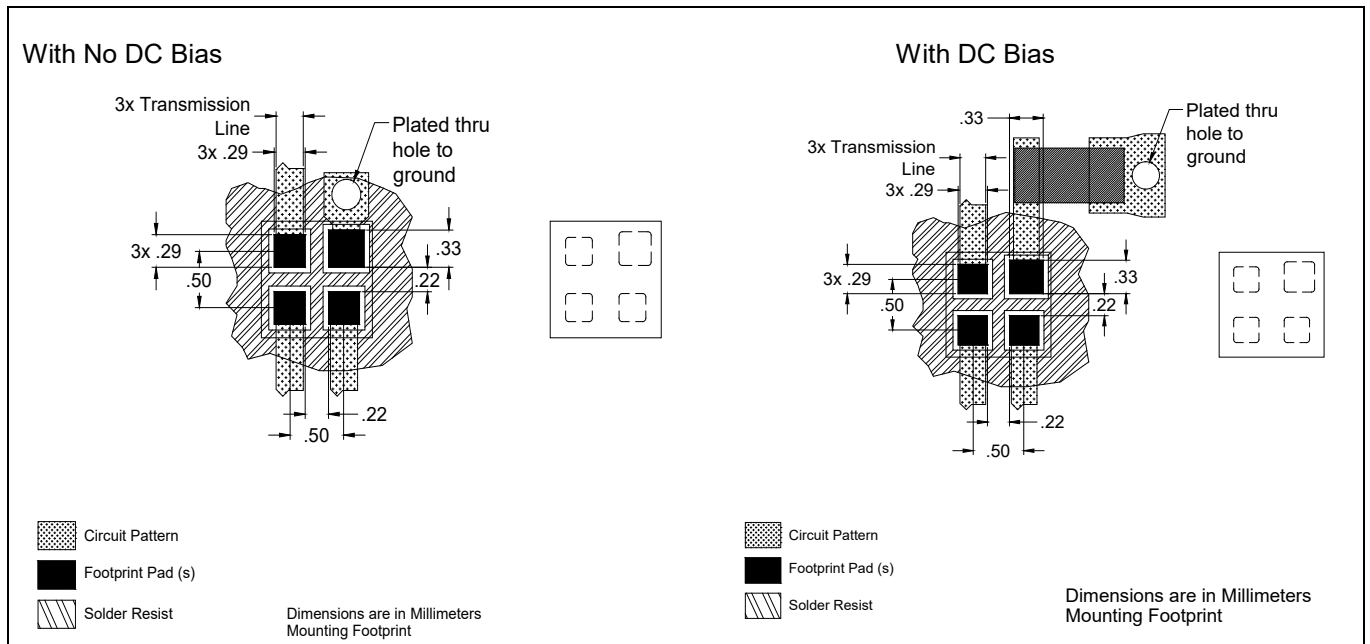 With No DC Bias
3x Transmission
Line
3x .29
Plated thru
hole to
ground
3x .29
.50
.33
.22
.22
.50
Circuit Pattern
Footprint Pad (s)
Solder Resist
Dimensions are in Millimeters
Mounting Footprint
With DC Bias
.33
3x Transmission
Line
3x .29
Plated thru
hole to
ground
3x .29
.50
.33
.22
.22
.50
Circuit Pattern
Footprint Pad (s)
Solder Resist
Dimensions are in Millimeters
Mounting Footprint